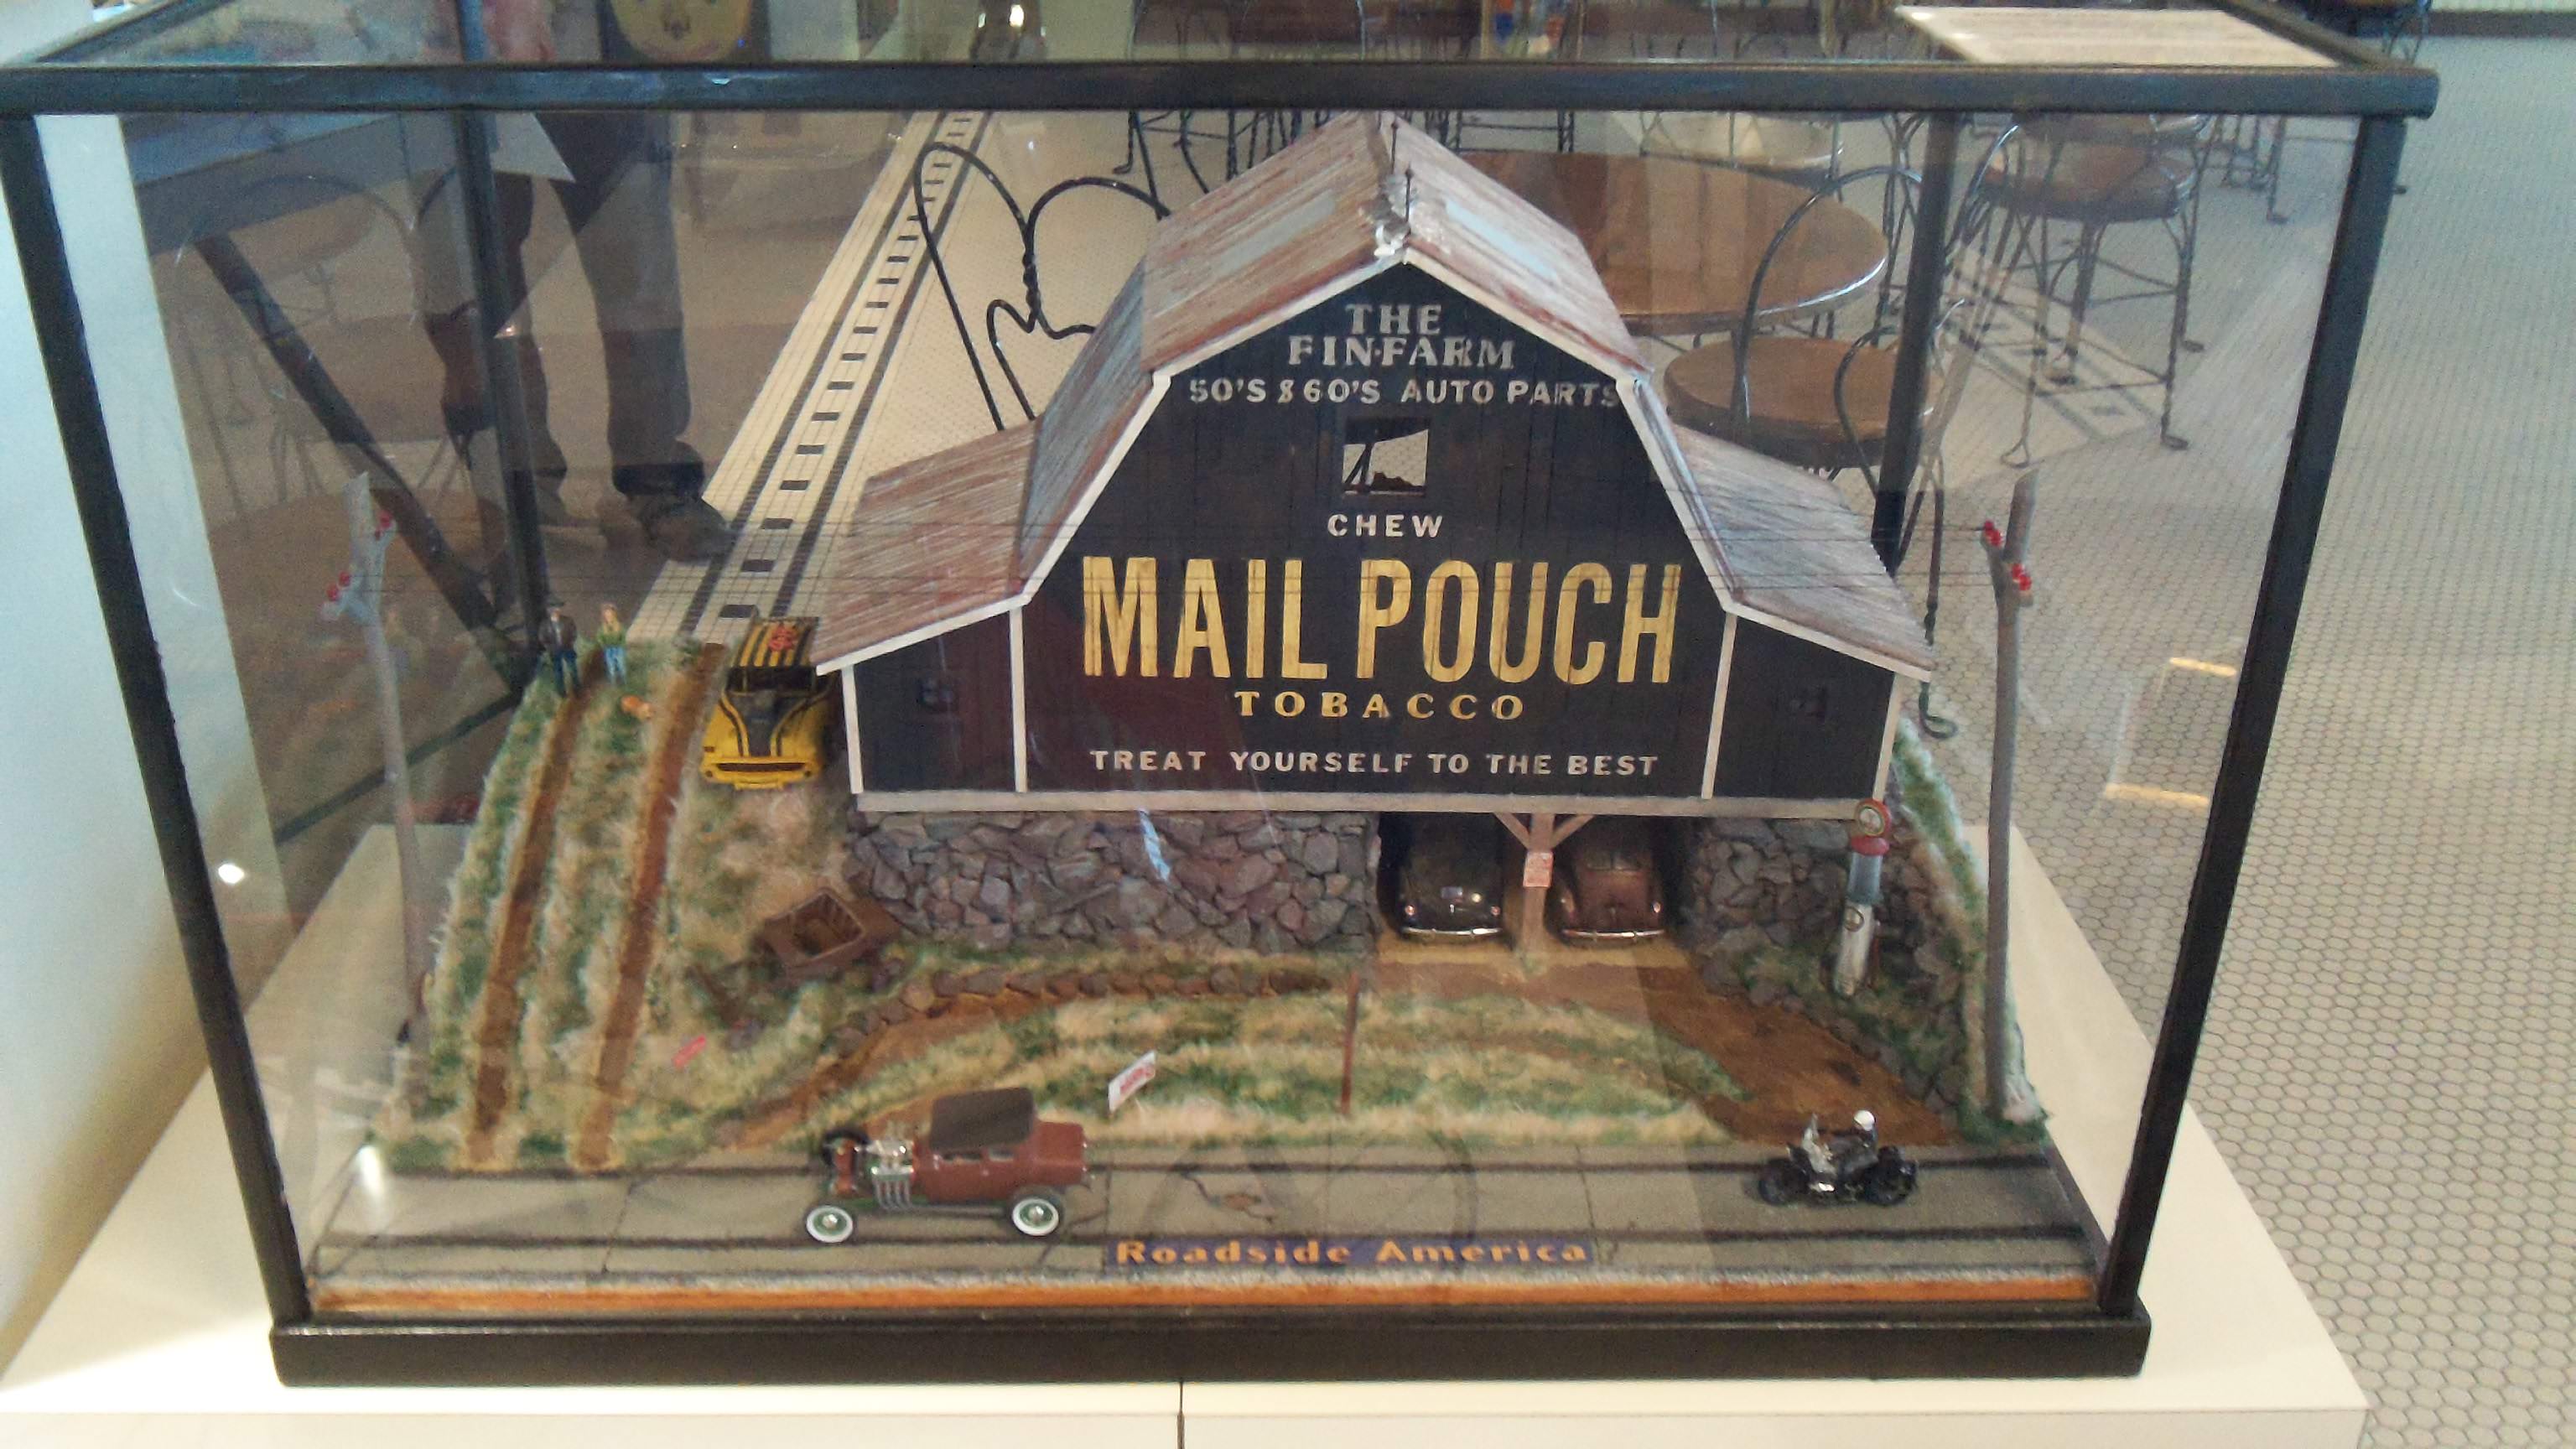 THE
FIN·FARM
50'S & 60'S AUTO PARTS
CHEW
MAIL POUCH
TOBACCO
TREAT YOURSELF TO THE BEST
Roadside America